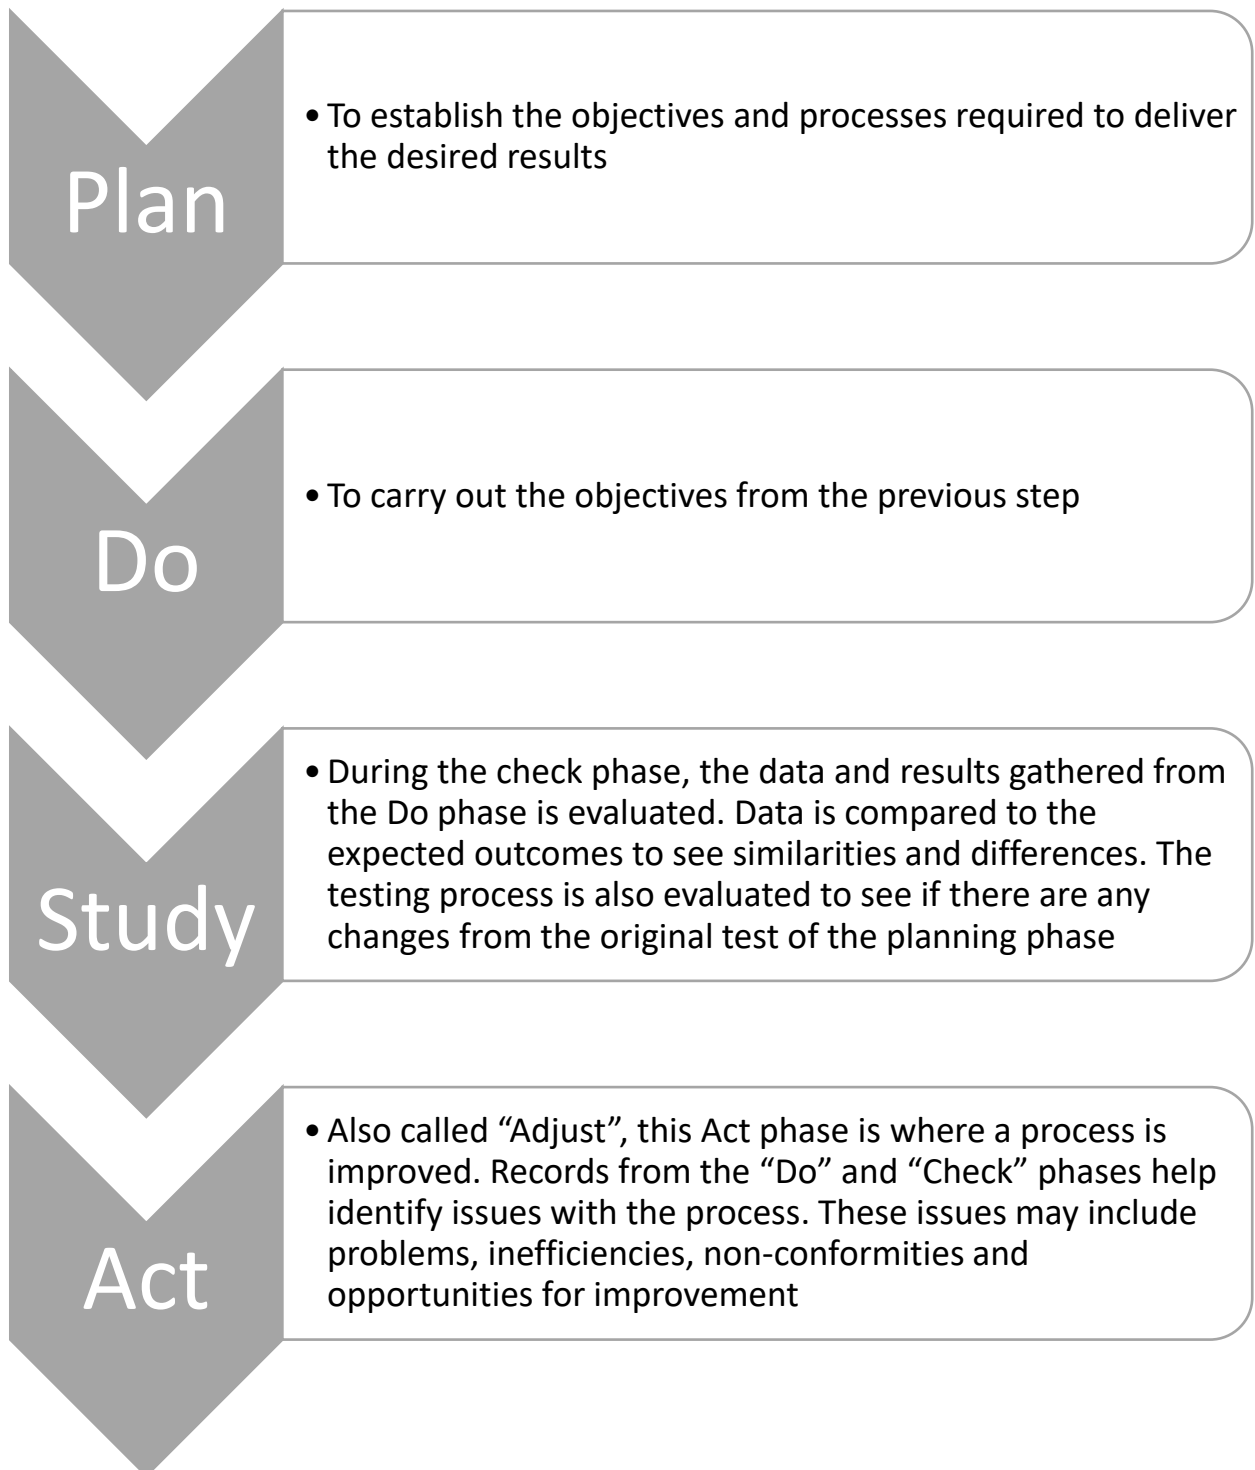 Plan
• To establish the objectives and processes required to deliver
the desired results
Do
• To carry out the objectives from the previous step
Study
• During the check phase, the data and results gathered from
the Do phase is evaluated. Data is compared to the
expected outcomes to see similarities and differences. The
testing process is also evaluated to see if there are any
changes from the original test of the planning phase
Act
• Also called “Adjust”, this Act phase is where a process is
improved. Records from the “Do” and “Check” phases help
identify issues with the process. These issues may include
problems, inefficiencies, non-conformities and
opportunities for improvement